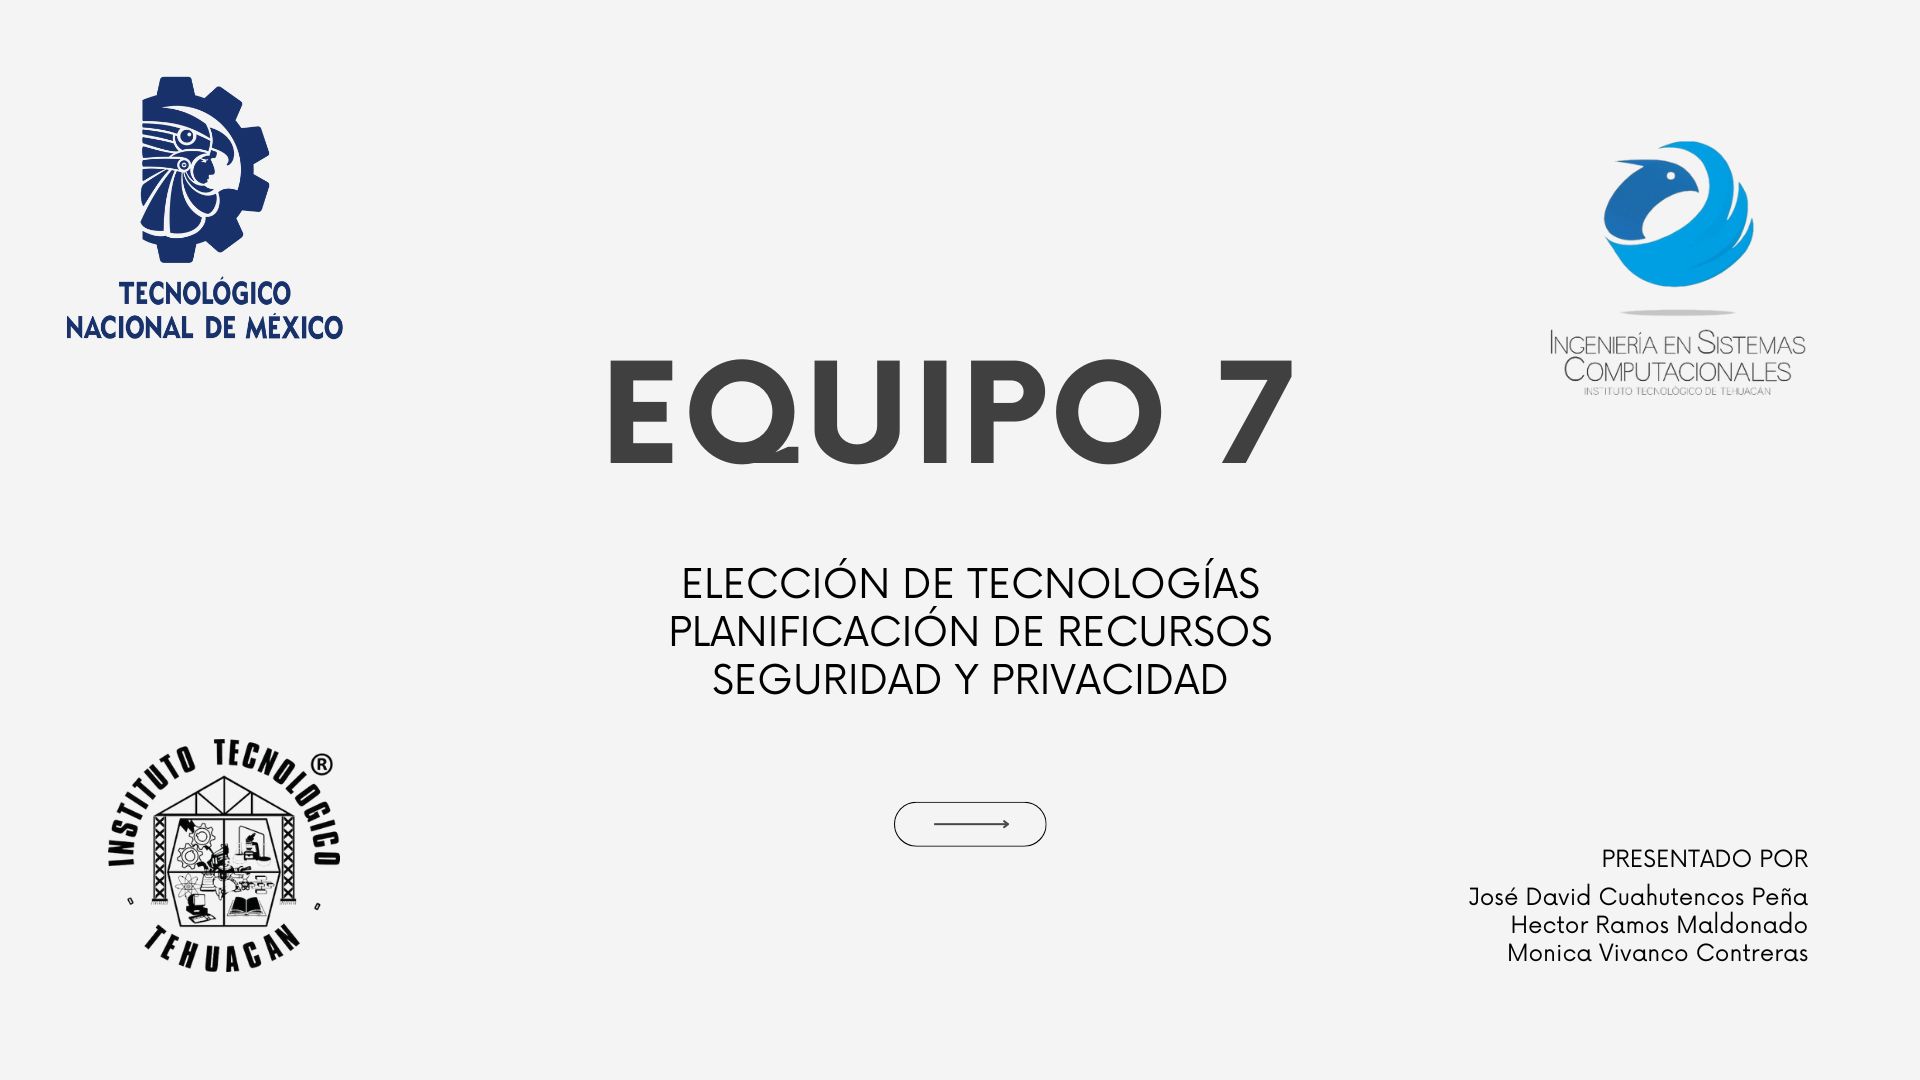 TECNOLÓGICO
NACIONAL DE MÉXICO
INGENIERÍA EN SISTEMAS
COMPUTACIONALES
INSTITUTO TECNOLÓGICO DE TEHUACÁN
EQUIPO 7
ELECCIÓN DE TECNOLOGÍAS
PLANIFICACIÓN DE RECURSOS
SEGURIDAD Y PRIVACIDAD
INSTITUTO TECNOLOGICO ®
TEHUACAN
PRESENTADO POR
José David Cuahutencos Peña
Hector Ramos Maldonado
Monica Vivanco Contreras